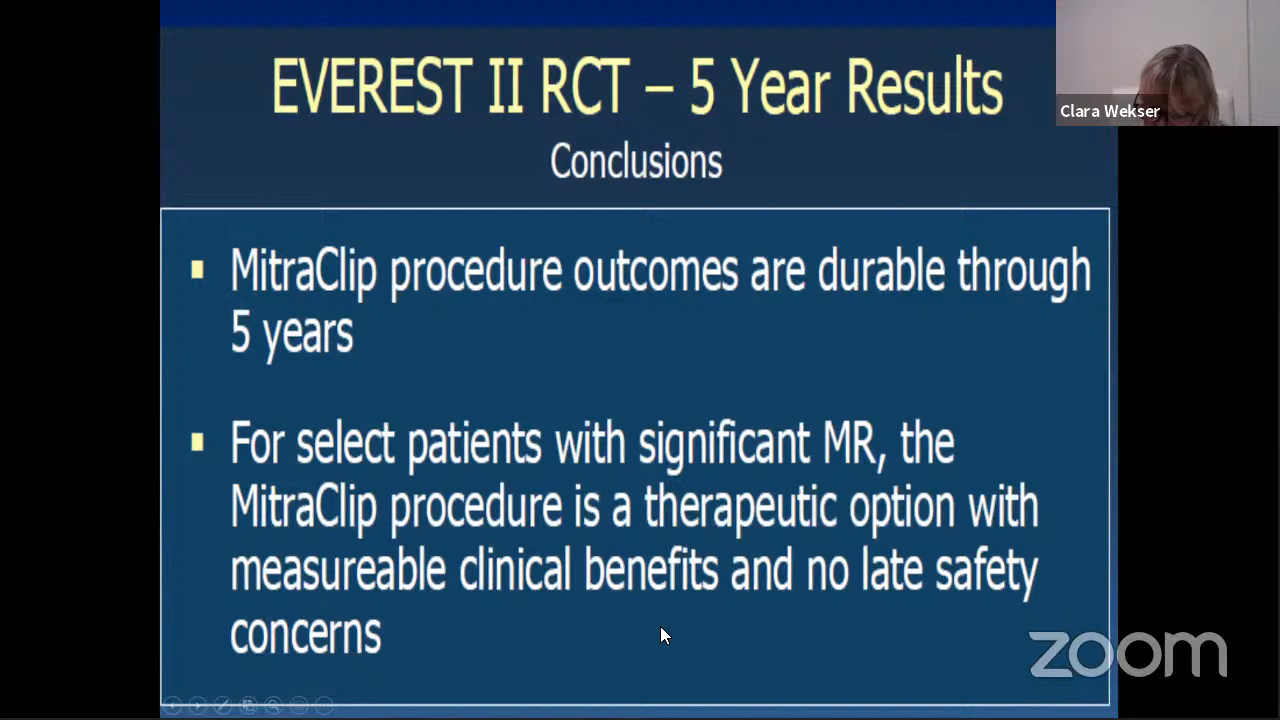 EVEREST II RCT – 5 Year Results
Conclusions
Clara Wekser
▪ MitraClip procedure outcomes are durable through
5 years
▪ For select patients with significant MR, the
MitraClip procedure is a therapeutic option with
measureable clinical benefits and no late safety
concerns
zoom